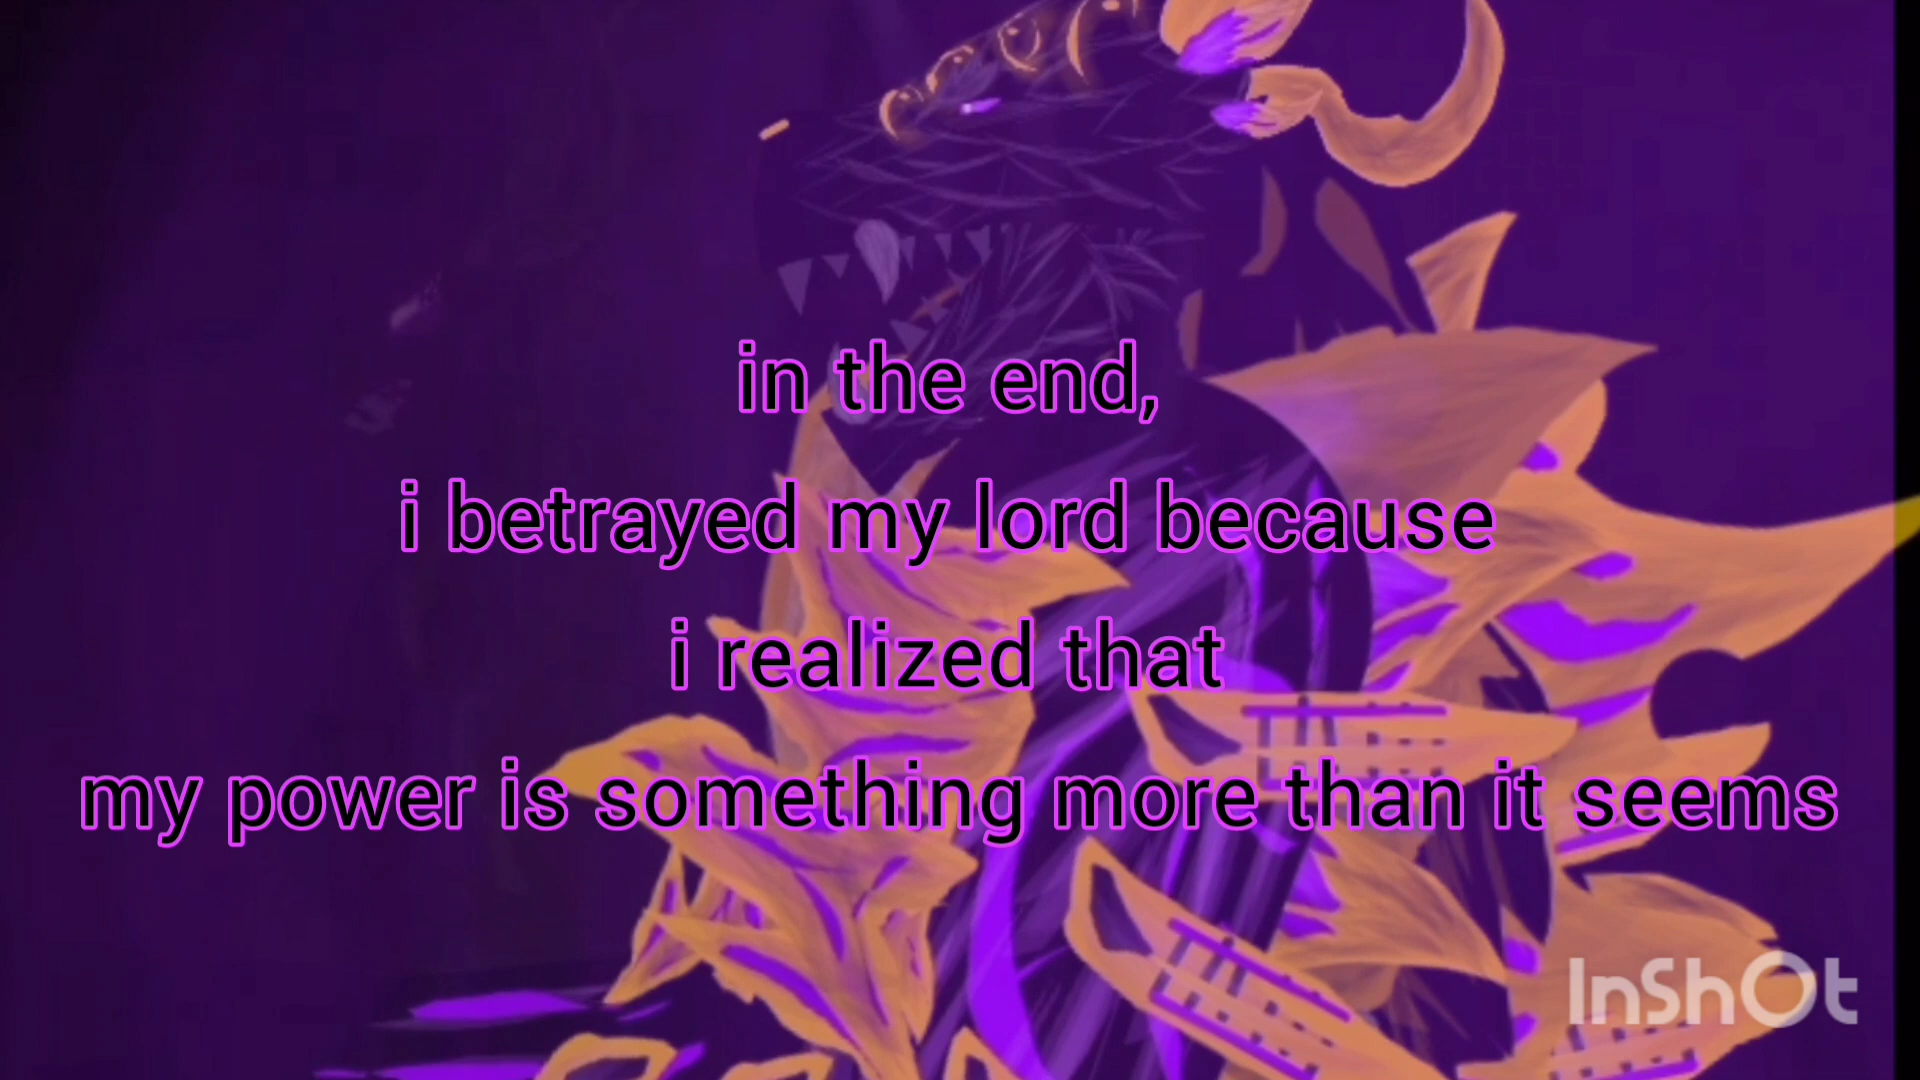 in the end,
i betrayed my lord because
i realized that
my power is something more than it seems
InShOt